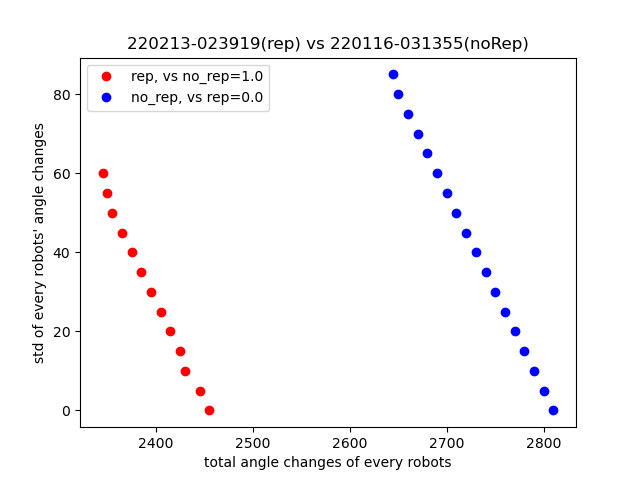 220213-023919(rep) vs 220116-031355(noRep)
rep, vs no_rep=1.0
no_rep, vs rep=0.0
std of every robots' angle changes
80
60
40
20
0
2400 2500 2600 2700 2800
total angle changes of every robots